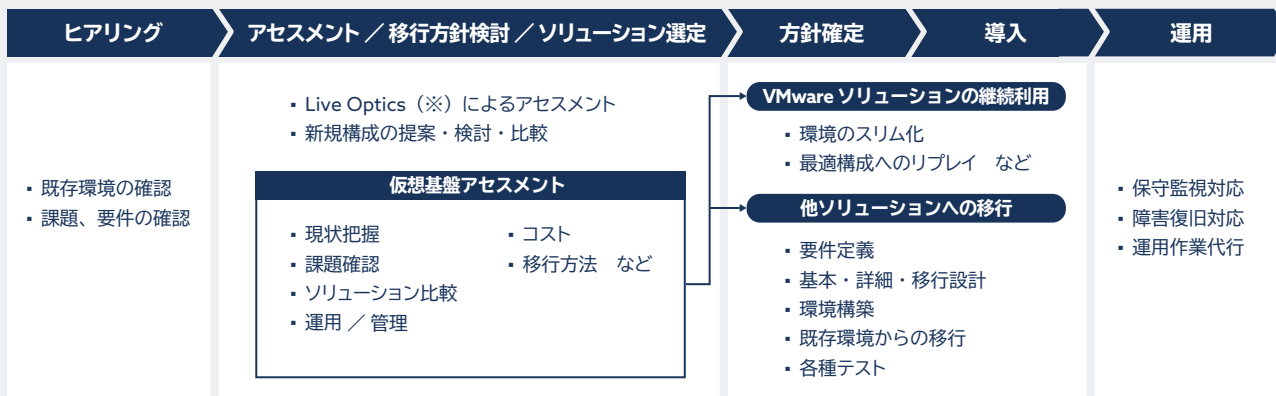 ヒアリング
アセスメント ／ 移行方針検討 ／ ソリューション選定
方針確定
導入
運用
▪ 既存環境の確認
▪ 課題、要件の確認
▪ Live Optics（※）によるアセスメント
▪ 新規構成の提案・検討・比較
仮想基盤アセスメント
▪ 現状把握
▪ 課題確認
▪ ソリューション比較
▪ 運用 ／ 管理
▪ コスト
▪ 移行方法　など
VMware ソリューションの継続利用
▪ 環境のスリム化
▪ 最適構成へのリプレイ　など
他ソリューションへの移行
▪ 要件定義
▪ 基本・詳細・移行設計
▪ 環境構築
▪ 既存環境からの移行
▪ 各種テスト
▪ 保守監視対応
▪ 障害復旧対応
▪ 運用作業代行